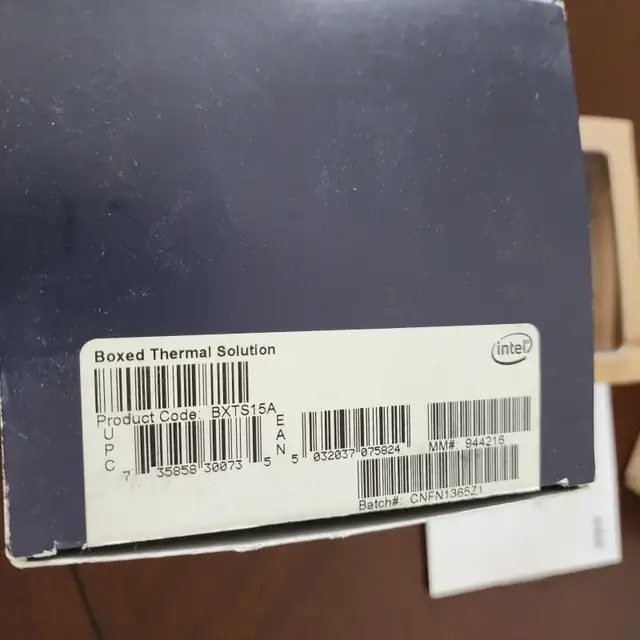 Boxed Thermal Solution
intel
Product Code: BXTS15A
UPC
7 35858 30073 5
EAN
5 032037 075824
MM#: 944216
Batch#: CNFN1365Z1